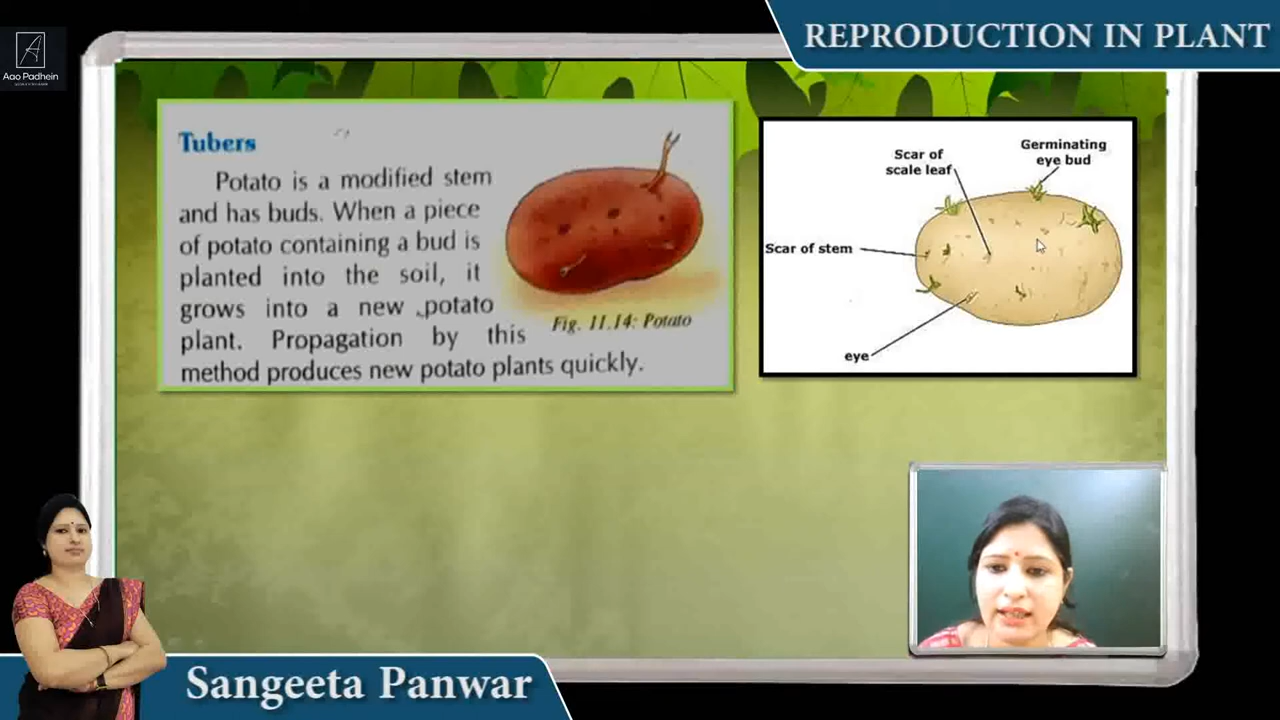 REPRODUCTION IN PLANT
Aao Padhein
Tubers
Potato is a modified stem
and has buds. When a piece
of potato containing a bud is
planted into the soil, it
grows into a new potato
plant. Propagation by this
method produces new potato plants quickly.
Fig. 11.14: Potato
Scar of
scale leaf
Germinating
eye bud
Scar of stem
eye
Sangeeta Panwar